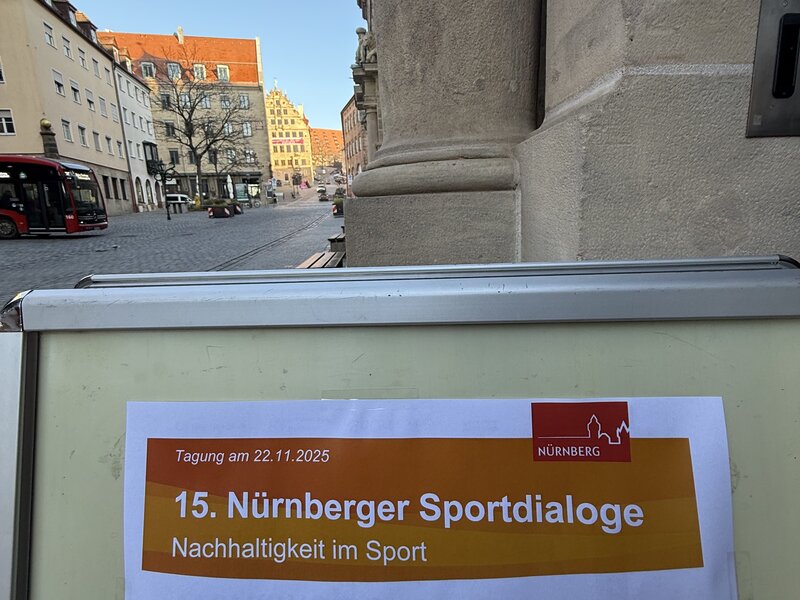 Tagung am 22.11.2025
NÜRNBERG
15. Nürnberger Sportdialoge
Nachhaltigkeit im Sport